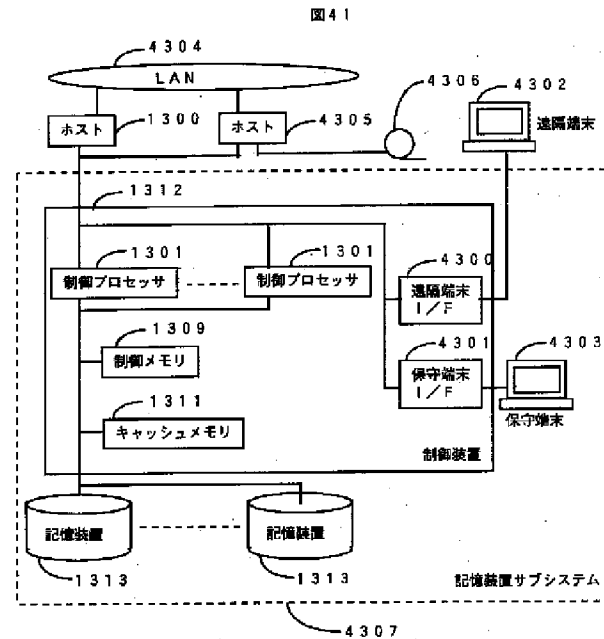 図41
4304
LAN
4306
4302
ホスト
1300
ホスト
4305
遠隔端末
1312
1301
制御プロセッサ
1301
制御プロセッサ
4300
遠隔端末
I/F
1309
制御メモリ
4301
保守端末
I/F
4303
保守端末
1311
キャッシュメモリ
制御装置
記憶装置
記憶装置
1313
1313
記憶装置サブシステム
4307